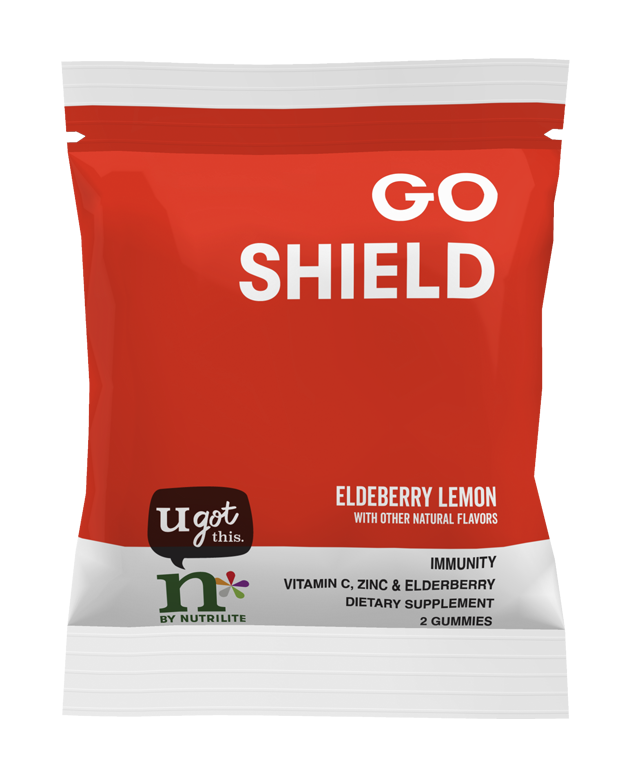 GO
SHIELD
ELDEBERRY LEMON
WITH OTHER NATURAL FLAVORS
u got
this.
n*
BY NUTRILITE
IMMUNITY
VITAMIN C, ZINC & ELDERBERRY
DIETARY SUPPLEMENT
2 GUMMIES